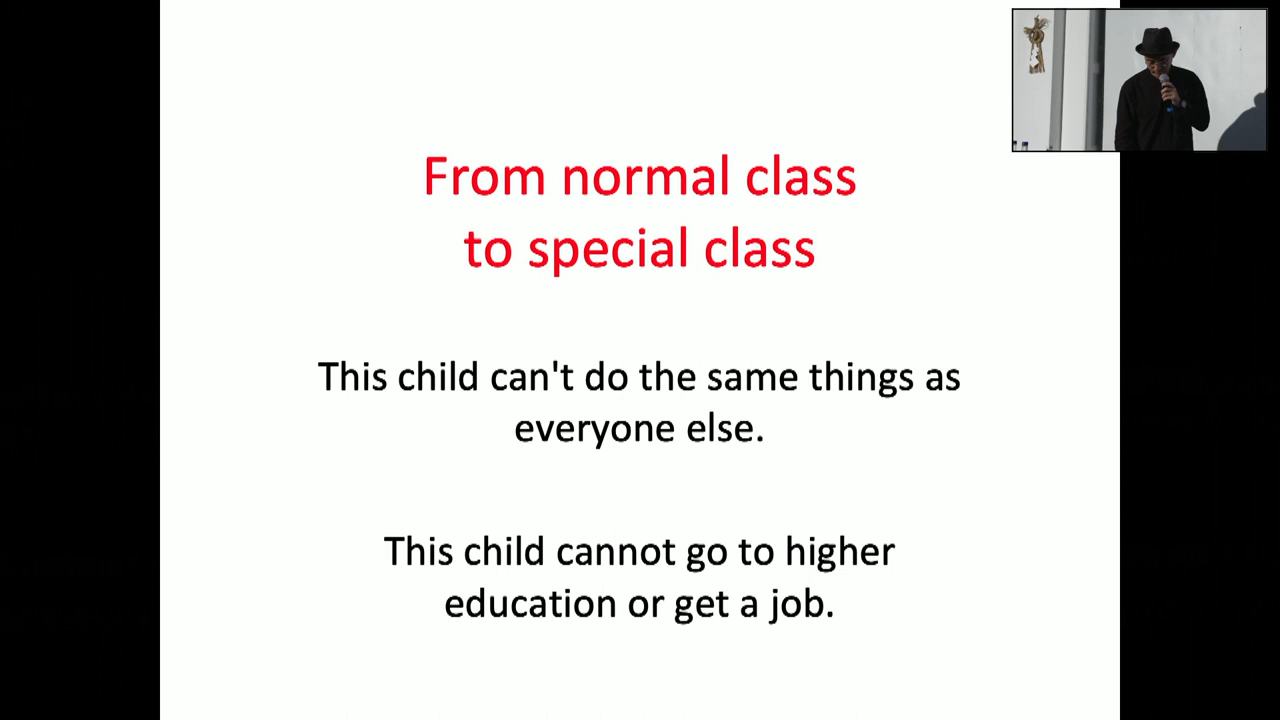 From normal class
to special class
This child can't do the same things as
everyone else.
This child cannot go to higher
education or get a job.